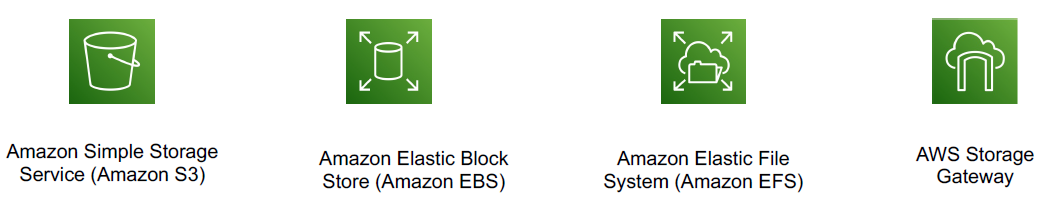 Amazon Simple Storage
Service (Amazon S3)
Amazon Elastic Block
Store (Amazon EBS)
Amazon Elastic File
System (Amazon EFS)
AWS Storage
Gateway